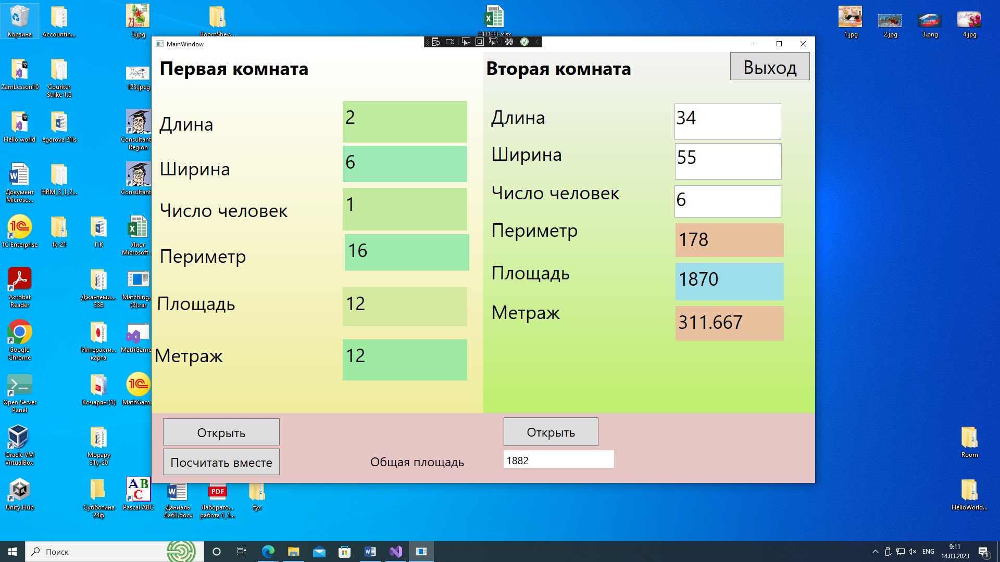 Корзина
Accountin...
3.jpg
RoomShev...
HFDFFF.xlsx
1.jpg
2.jpg
3.png
4.jpg
MainWindow
Первая комната
Вторая комната
Выход
ZamLesson10
Counter
Strike 1.6
123.jpeg
Длина
2
Длина
34
Hello world
egorova 21is
Consultant
Region
Ширина
6
Ширина
55
Документ
Microso...
HRM_3_1_2...
Consultant
Число человек
1
Число человек
6
1C Enterprise
lk-21
Г.К
Лист
Microsoft
Периметр
16
Периметр
178
Acrobat
Reader
Джантеми...
33Б
Matching.
(2).rar
Площадь
12
Площадь
1870
Google
Chrome
Интеракти...
карта
MathGame
Метраж
12
Метраж
311.667
Open Server
Panel
Кочарян (1)
MathGam.
Открыть
Открыть
Посчитать вместе
Общая площадь
1882
Oracle VM
VirtualBox
Морару
31у-20
Room
Unity Hub
Субботина
24ф
Pascal ABC
Даниэль
Лаб3.docx
PDF
Лаборато...
работа 1_1...
fyx
HelloWorld...
Поиск
ENG
9:11
14.03.2023
1